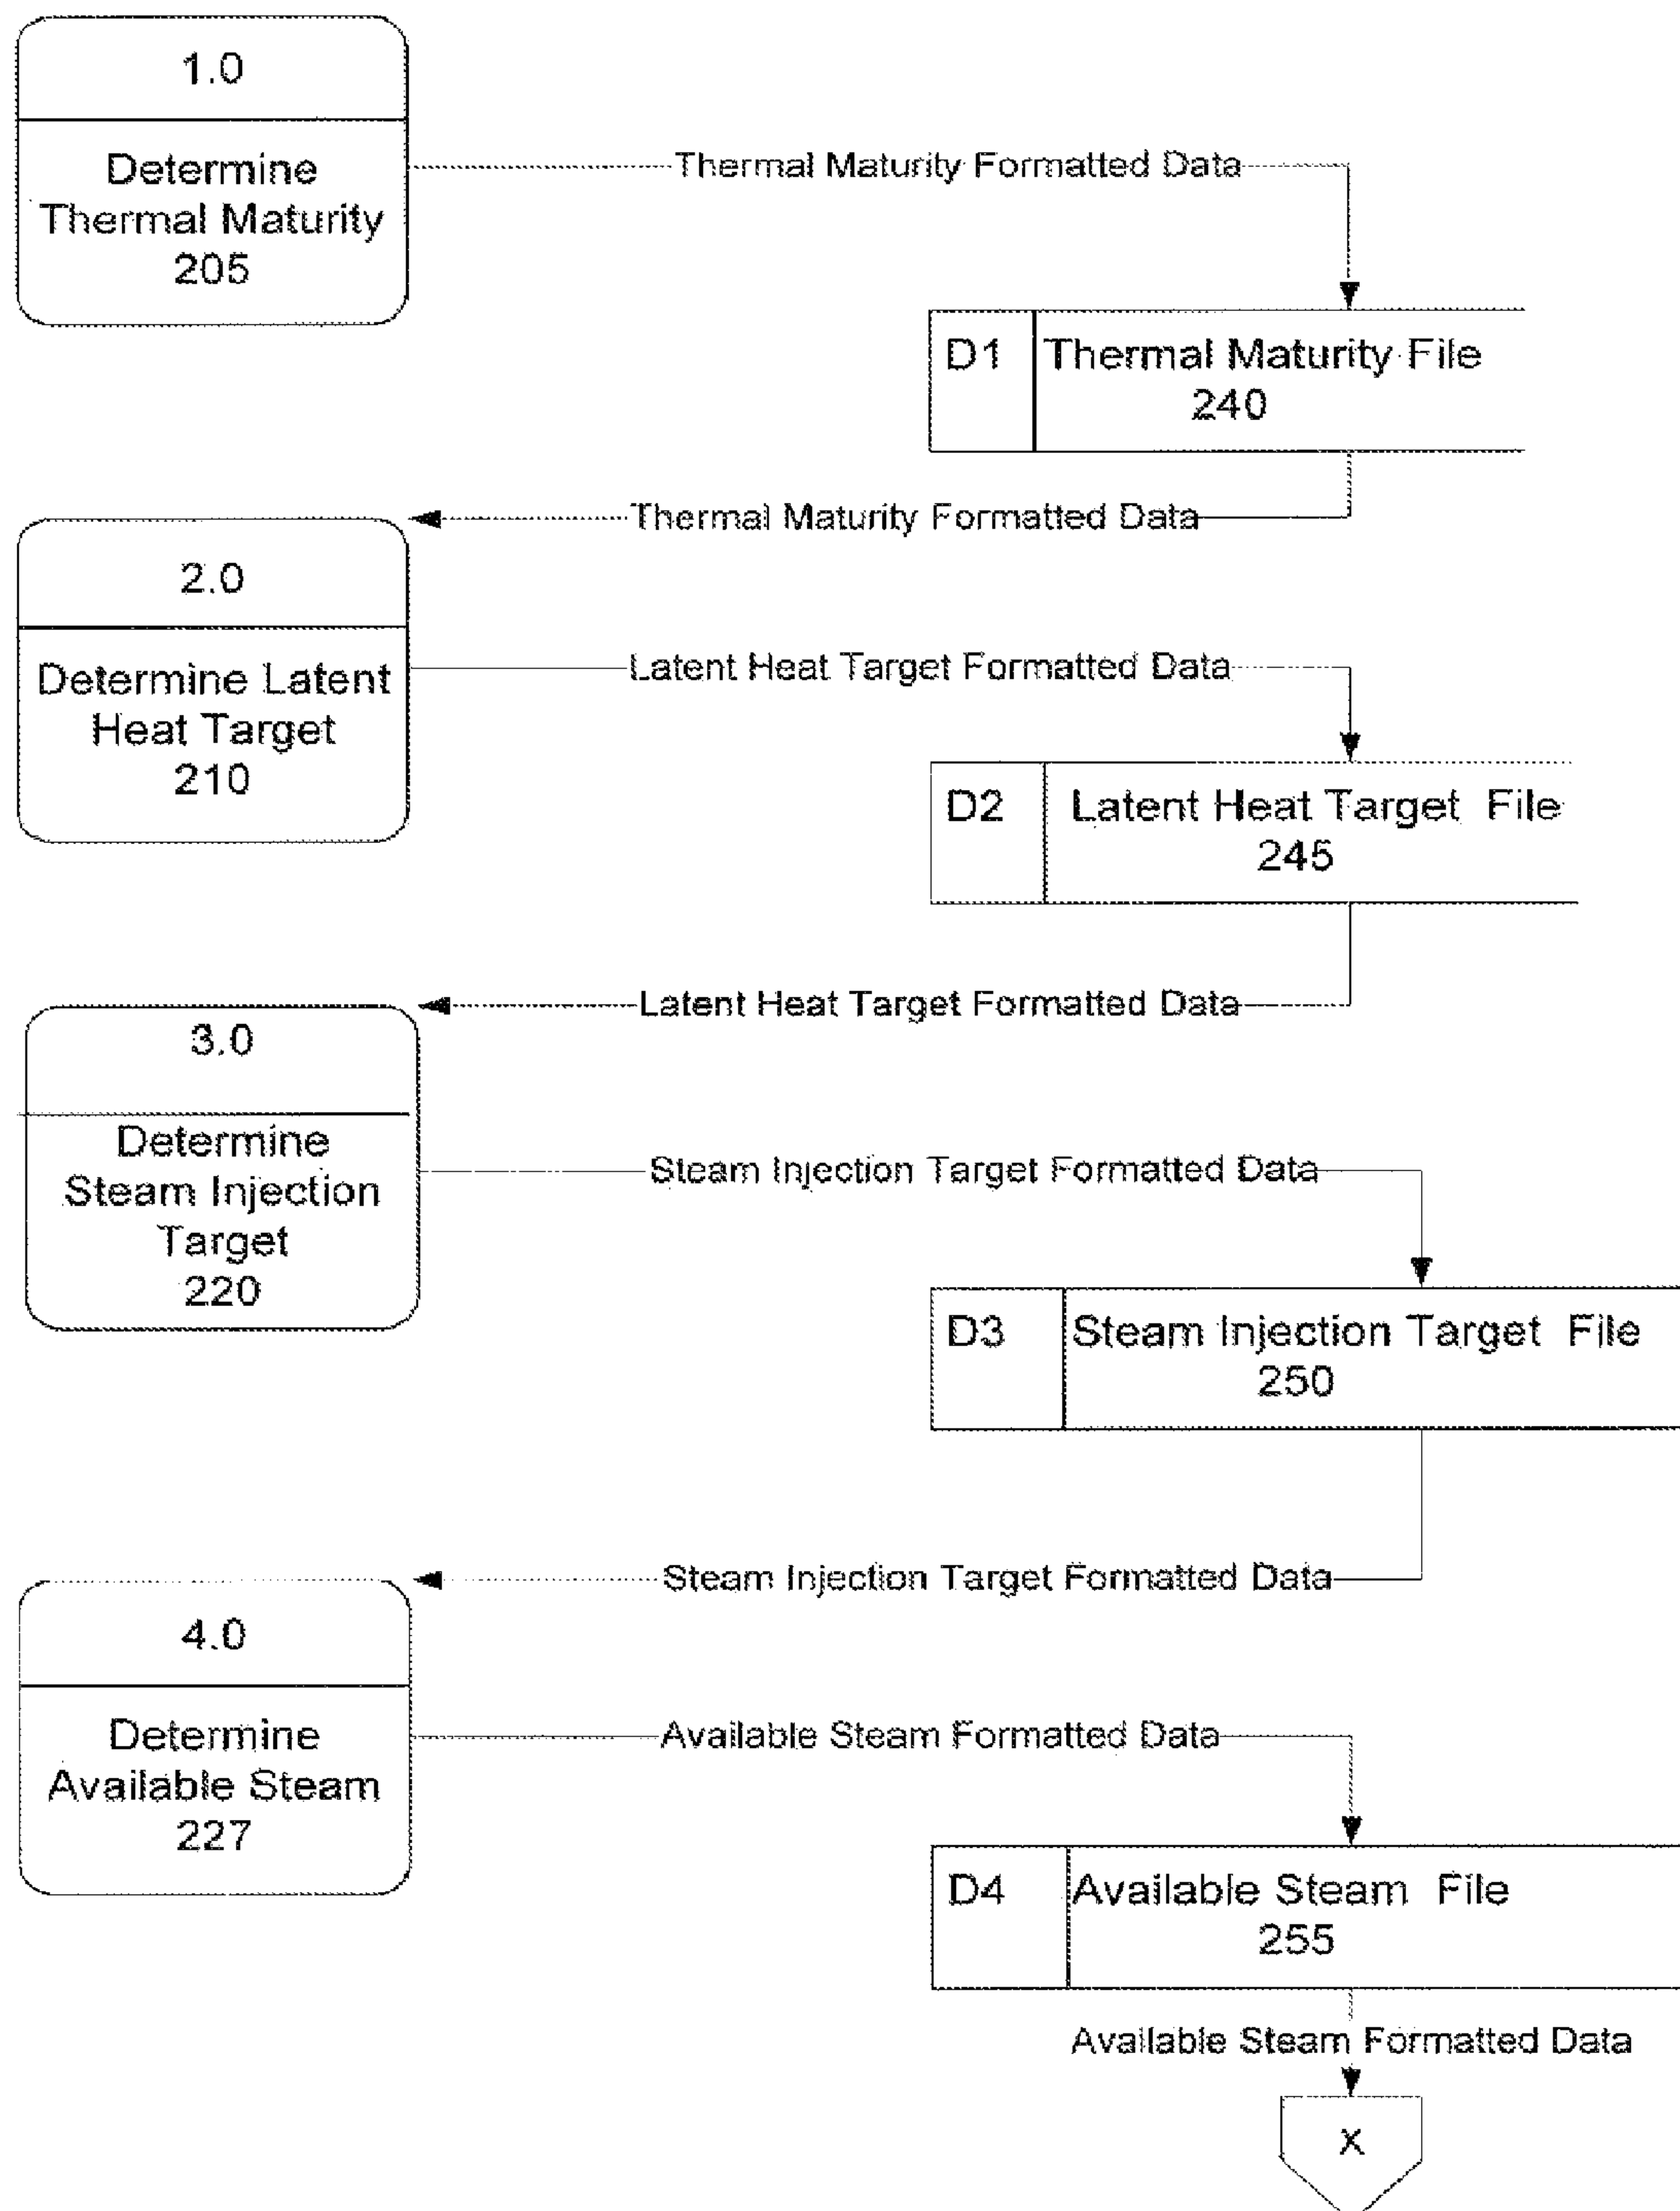 1.0
Determine
Thermal Maturity
205
Thermal Maturity Formatted Data
D1
Thermal Maturity File
240
Thermal Maturity Formatted Data
2.0
Determine Latent
Heat Target
210
Latent Heat Target Formatted Data
D2
Latent Heat Target File
245
Latent Heat Target Formatted Data
3.0
Determine
Steam Injection
Target
220
Steam Injection Target Formatted Data
D3
Steam Injection Target File
250
Steam Injection Target Formatted Data
4.0
Determine
Available Steam
227
Available Steam Formatted Data
D4
Available Steam File
255
Available Steam Formatted Data
X